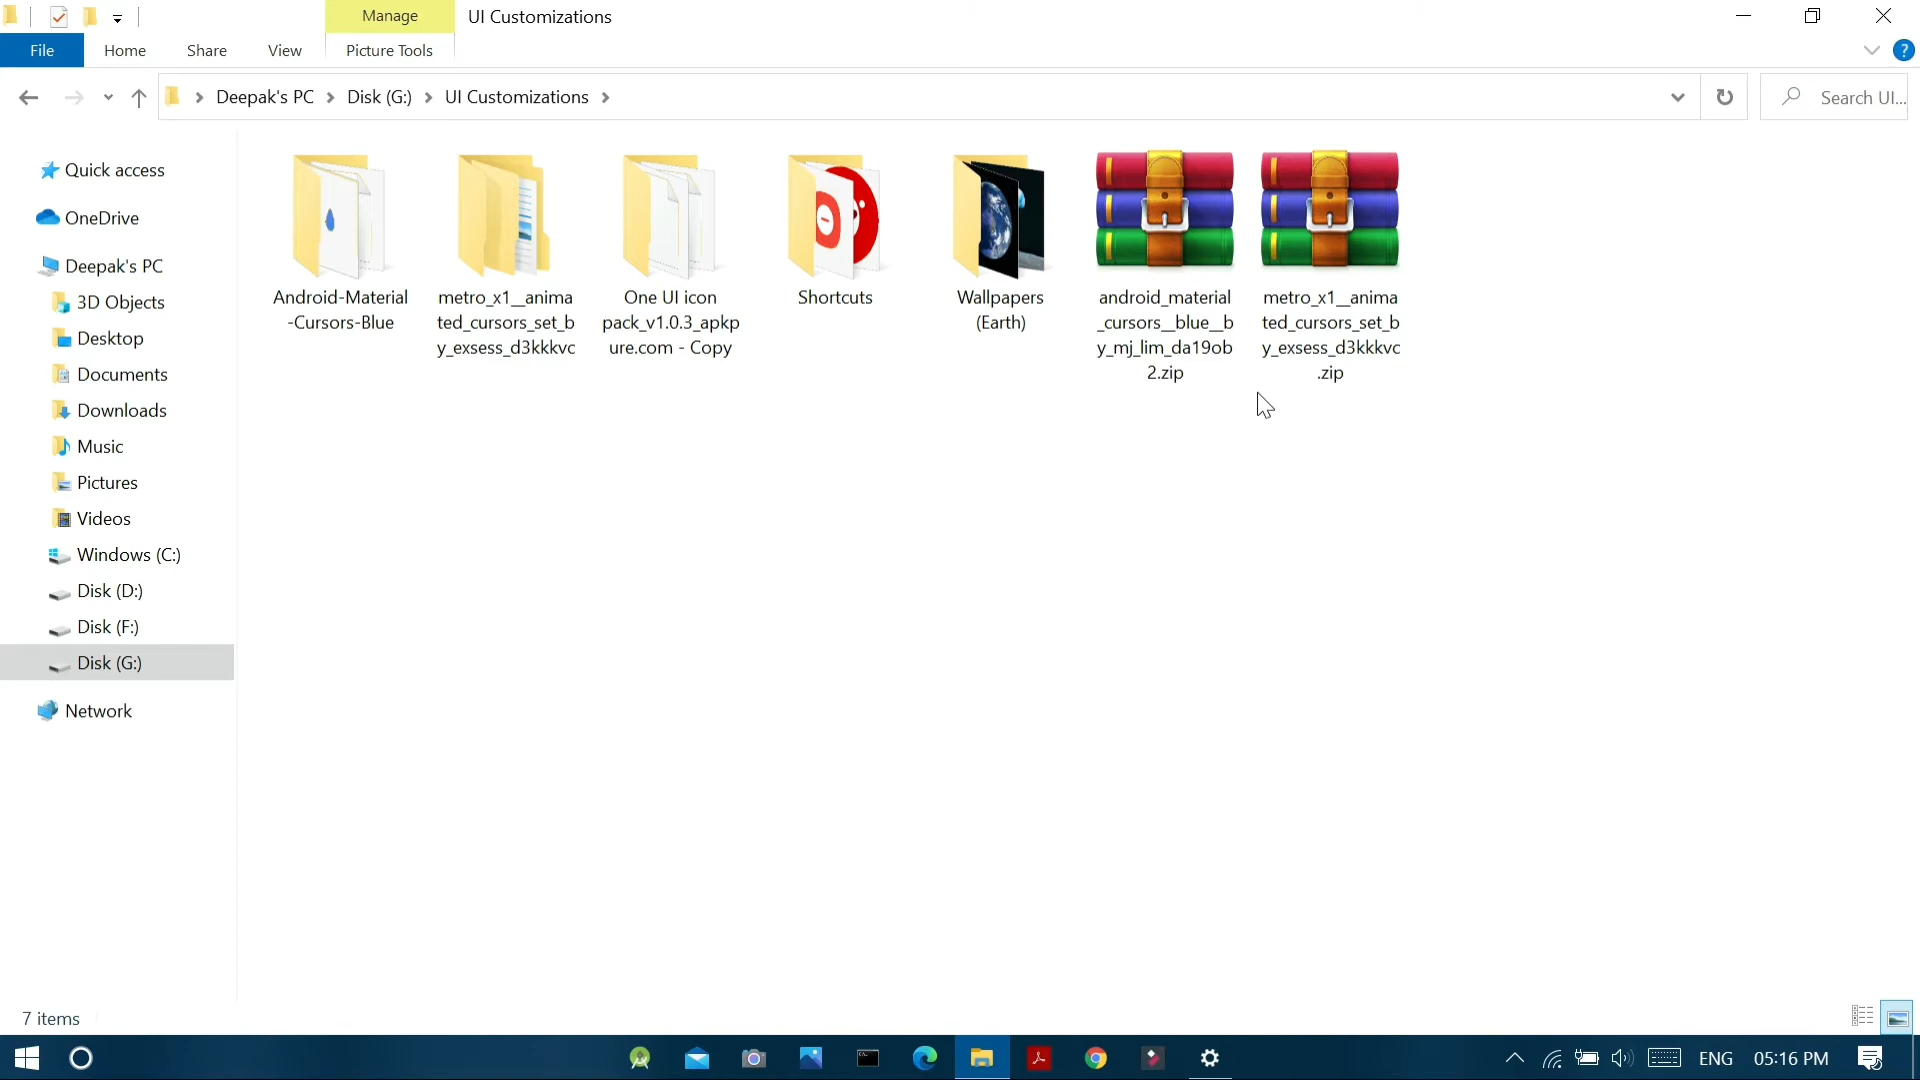 Manage
UI Customizations
File
Home
Share
View
Picture Tools
?
Deepak's PC
Disk (G:)
UI Customizations
Search UI...
Quick access
OneDrive
Deepak's PC
3D Objects
Desktop
Documents
Downloads
Music
Pictures
Videos
Windows (C:)
Disk (D:)
Disk (F:)
Disk (G:)
Network
Android-Material
-Cursors-Blue
metro_x1__anima
ted_cursors_set_b
y_exsess_d3kkkvc
One UI icon
pack_v1.0.3_apkp
ure.com - Copy
Shortcuts
Wallpapers
(Earth)
android_material
_cursors__blue__b
y_mj_lim_da19ob
2.zip
metro_x1__anima
ted_cursors_set_b
y_exsess_d3kkkvc
.zip
7 items
ENG
05:16 PM